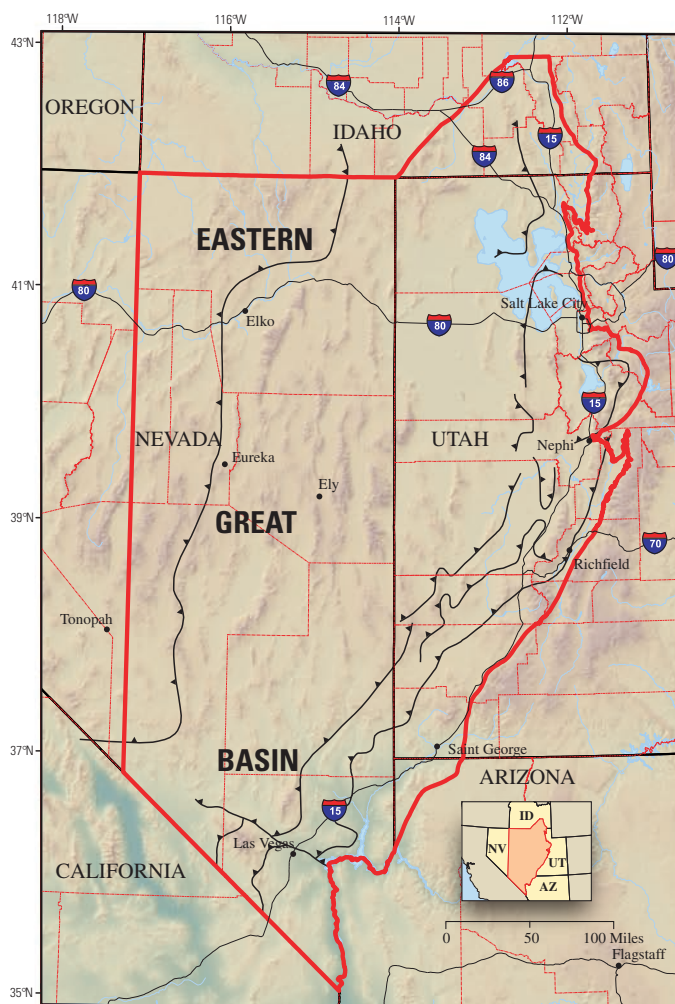 118°W
116°W
114°W
112°W
43°N
84
86
OREGON
IDAHO
15
84
EASTERN
41°N
80
80
Salt Lake City
Elko
80
15
NEVADA
UTAH
Nephi
Eureka
Ely
39°N
GREAT
70
Richfield
Tonopah
37°N
Saint George
BASIN
ARIZONA
15
ID
Las Vegas
NV
UT
CALIFORNIA
AZ
0
50
100 Miles
Flagstaff
35°N